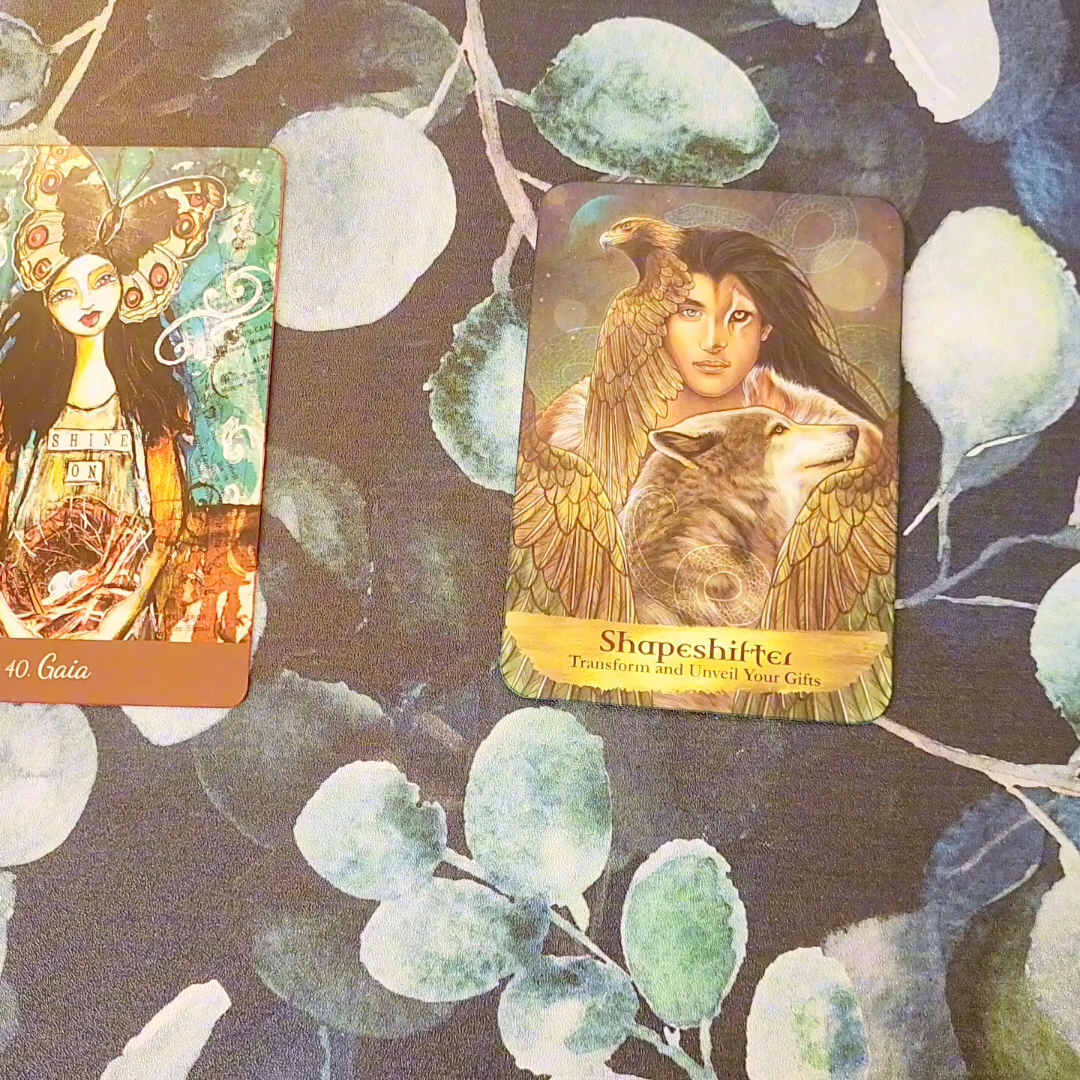 SHINE
ON
40. Gaia
Shapeshifter
Transform and Unveil Your Gifts